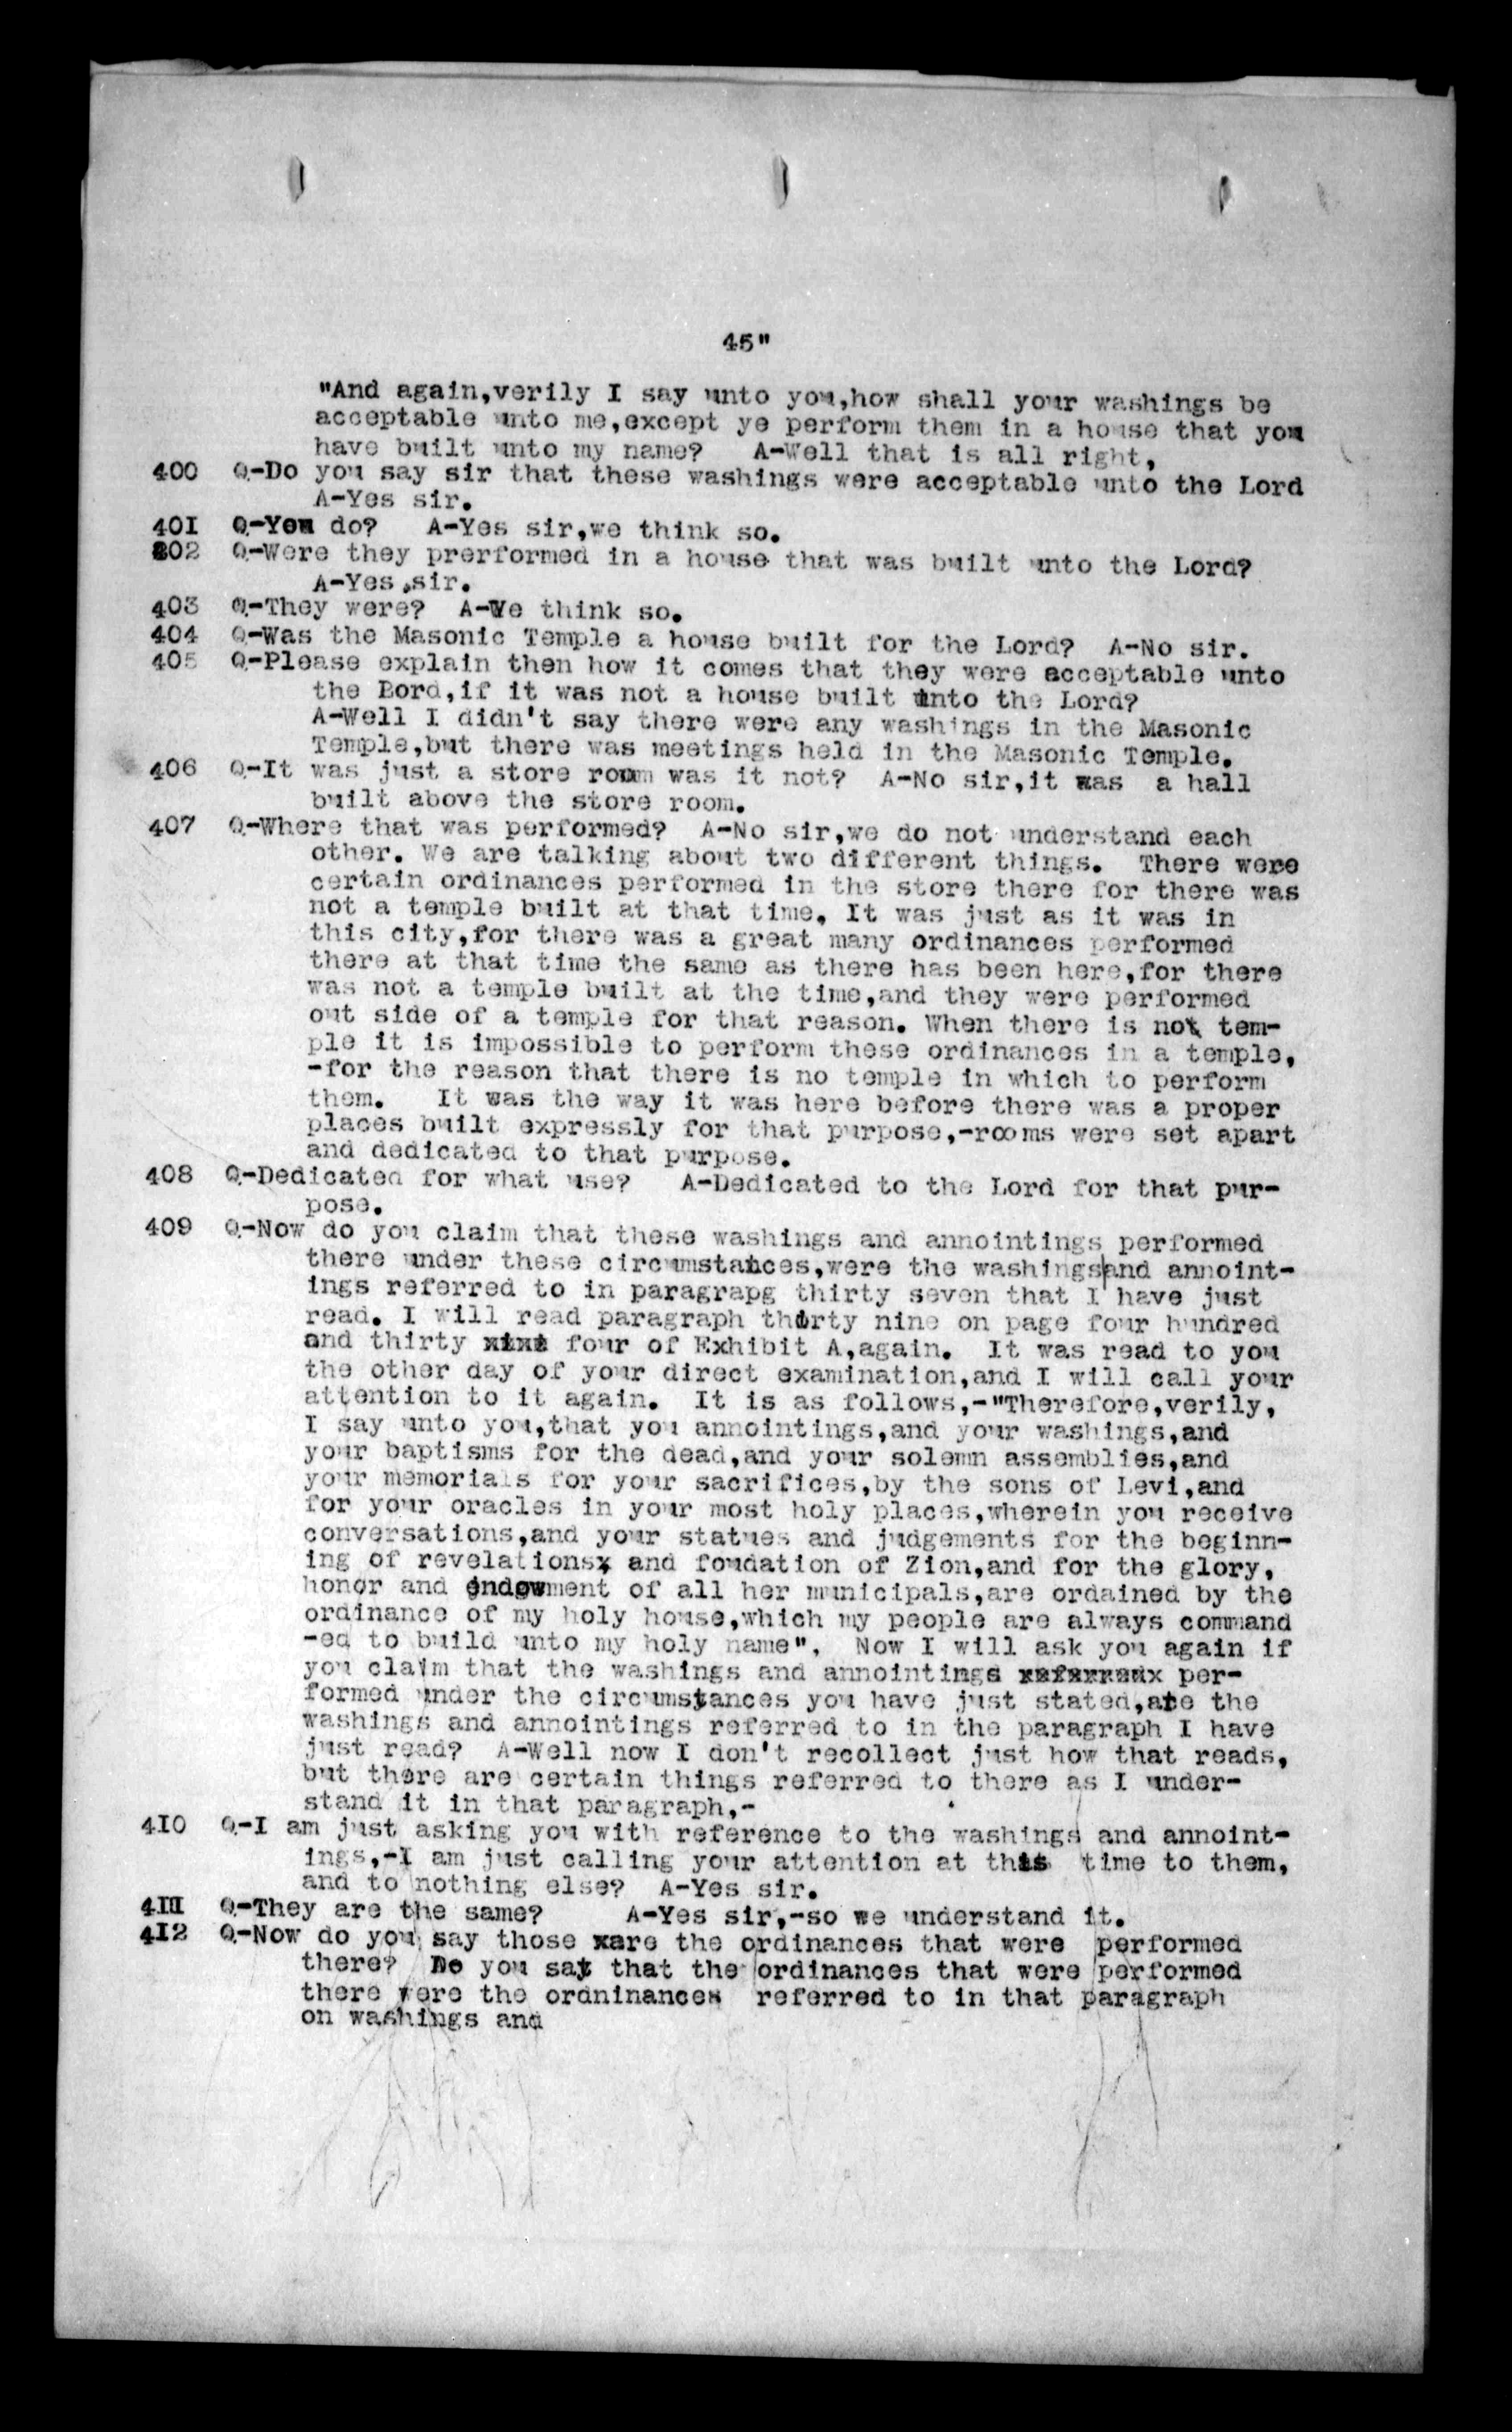 45"
"And again,verily I say unto you,how shall your washings be
acceptable unto me,except ye perform them in a house that you
have built unto my name?   A-Well that is all right,
400  Q-Do you say sir that these washings were acceptable unto the Lord
A-Yes sir.
401  Q-You do?   A-Yes sir,we think so.
802  Q-Were they prerformed in a house that was built unto the Lord?
A-Yes,sir.
403  Q-They were?  A-We think so.
404  Q-Was the Masonic Temple a house built for the Lord?  A-No sir.
405  Q-Please explain then how it comes that they were acceptable unto
the Bord,if it was not a house built unto the Lord?
A-Well I didn't say there were any washings in the Masonic
Temple,but there was meetings held in the Masonic Temple.
406  Q-It was just a store room was it not?  A-No sir,it was  a hall
built above the store room.
407  Q-Where that was performed?  A-No sir,we do not understand each
other. We are talking about two different things.  There were
certain ordinances performed in the store there for there was
not a temple built at that time, It was just as it was in
this city,for there was a great many ordinances performed
there at that time the same as there has been here,for there
was not a temple built at the time,and they were performed
out side of a temple for that reason. When there is not tem-
ple it is impossible to perform these ordinances in a temple,
-for the reason that there is no temple in which to perform
them.   It was the way it was here before there was a proper
places built expressly for that purpose,-rooms were set apart
and dedicated to that purpose.
408  Q-Dedicated for what use?   A-Dedicated to the Lord for that pur-
pose.
409  Q-Now do you claim that these washings and annointings performed
there under these circumstances,were the washings and annoint-
ings referred to in paragrapg thirty seven that I have just
read. I will read paragraph thirty nine on page four hundred
and thirty xixt four of Exhibit A,again.  It was read to you
the other day of your direct examination,and I will call your
attention to it again.  It is as follows,-"Therefore,verily,
I say unto you,that you annointings,and your washings,and
your baptisms for the dead,and your solemn assemblies,and
your memorials for your sacrifices,by the sons of Levi,and
for your oracles in your most holy places,wherein you receive
conversations,and your statues and judgements for the beginn-
ing of revelationsx and foudation of Zion,and for the glory,
honor and endowment of all her municipals,are ordained by the
ordinance of my holy house,which my people are always command
-ed to build unto my holy name".  Now I will ask you again if
you claim that the washings and annointings xxfxrxedx per-
formed under the circumstances you have just stated,are the
washings and annointings referred to in the paragraph I have
just read?  A-Well now I don't recollect just how that reads,
but there are certain things referred to there as I under-
stand it in that paragraph,-
410  Q-I am just asking you with reference to the washings and annoint-
ings,-I am just calling your attention at this time to them,
and to nothing else?  A-Yes sir.
411  Q-They are the same?     A-Yes sir,-so we understand it.
412  Q-Now do you say those xare the ordinances that were  performed
there?  Do you say that the ordinances that were performed
there were the ordninances  referred to in that paragraph
on washings and